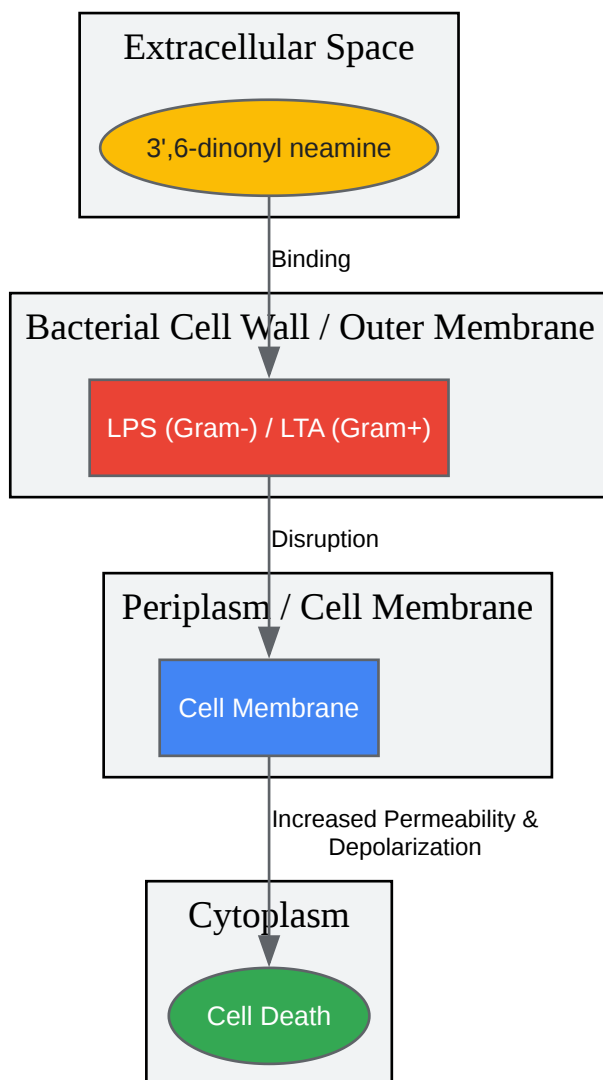 Extracellular Space
3',6-dinonyl neamine
Binding
Bacterial Cell Wall / Outer Membrane
LPS (Gram-) / LTA (Gram+)
Disruption
Periplasm / Cell Membrane
Cell Membrane
Increased Permeability &
Depolarization
Cytoplasm
Cell Death